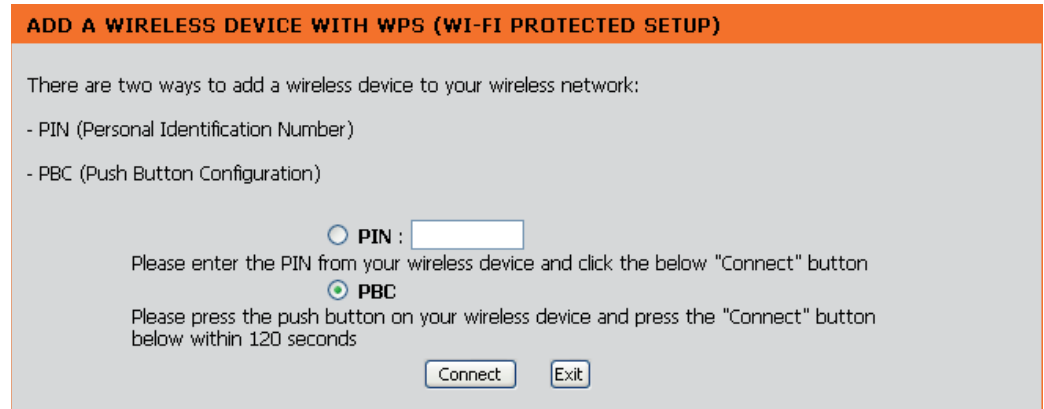 ADD A WIRELESS DEVICE WITH WPS (WI-FI PROTECTED SETUP)
There are two ways to add a wireless device to your wireless network:
- PIN (Personal Identification Number)
- PBC (Push Button Configuration)
PIN :
Please enter the PIN from your wireless device and click the below "Connect" button
PBC
Please press the push button on your wireless device and press the "Connect" button
below within 120 seconds
Connect Exit